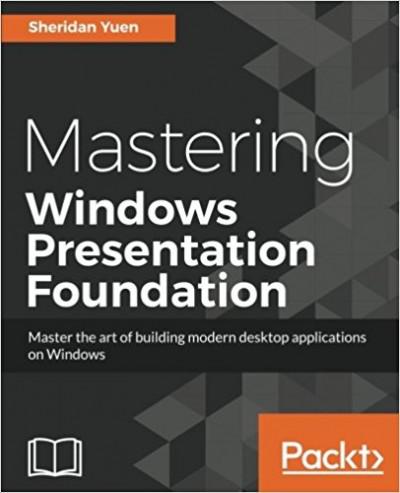 Sheridan Yuen
Mastering
Windows
Presentation
Foundation
Master the art of building modern desktop applications
on Windows
Packt>